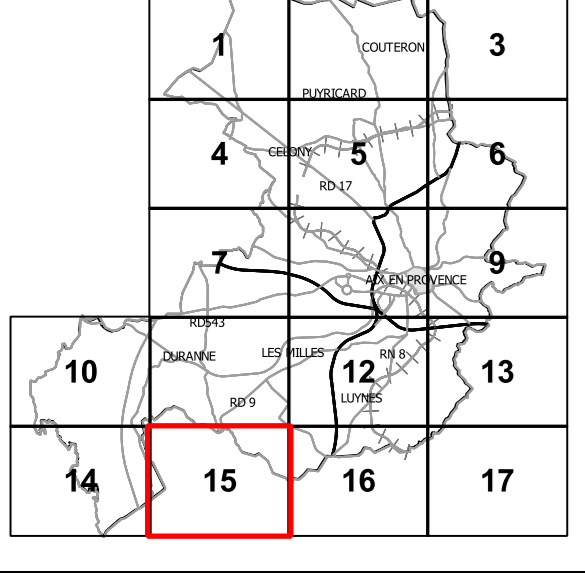 1
COUTERON
3
PUYRICARD
4
CELONY
5
6
RD 17
7
9
AIX EN PROVENCE
RD543
DURANNE
LES MILLES
RN 8
10
12
13
LUYNES
RD 9
14
15
16
17